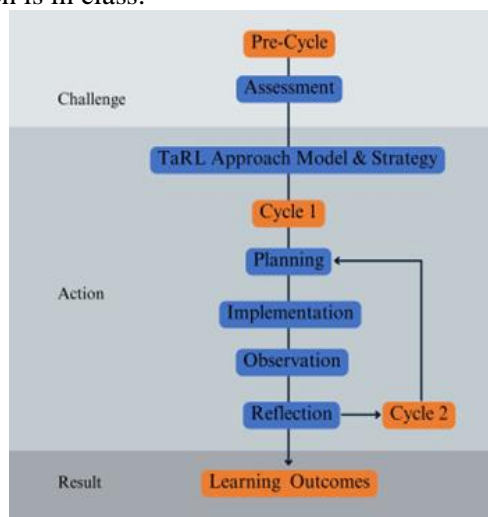 Pre-Cycle
Assessment
Challenge
TaRL Approach Model & Strategy
Cycle 1
Planning
Action
Implementation
Observation
Reflection
Cycle 2
Result
Learning Outcomes